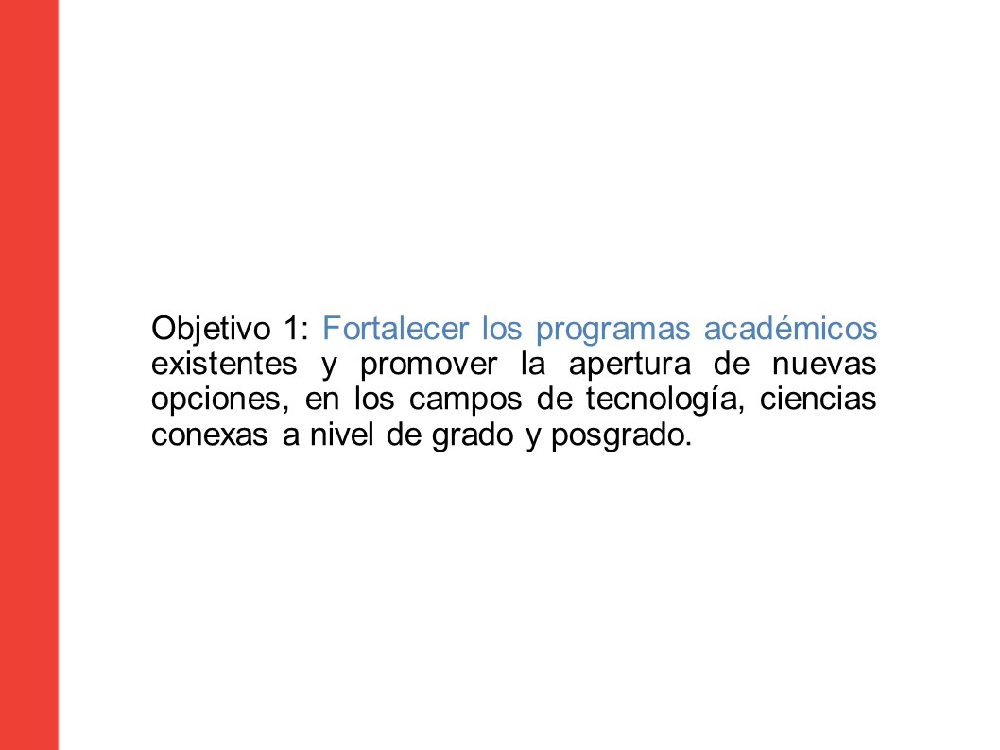 Objetivo 1: Fortalecer los programas académicos
existentes y promover la apertura de nuevas
opciones, en los campos de tecnología, ciencias
conexas a nivel de grado y posgrado.